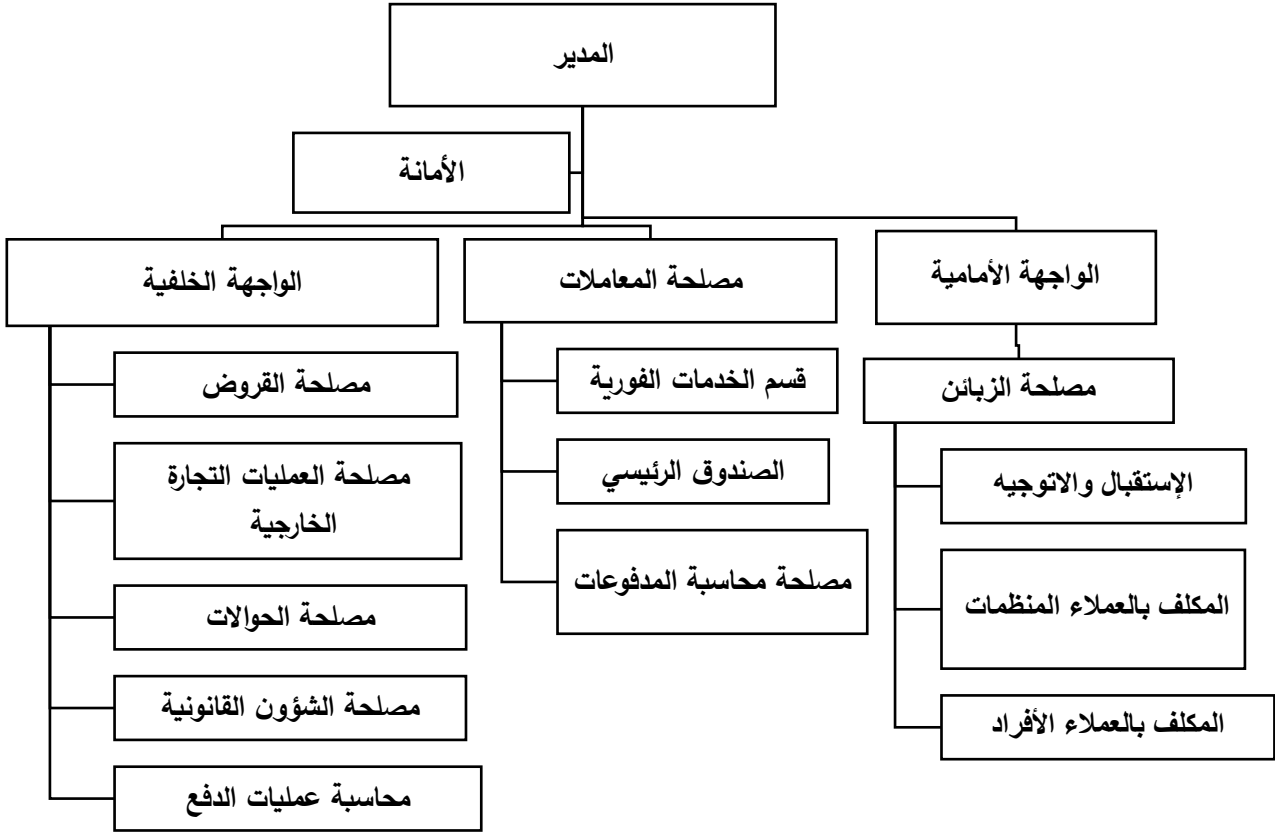 المدير
الأمانة
الواجهة الأمامية
مصلحة الزبائن
الإستقبال والاتوجيه
المكلف بالعملاء المنظمات
المكلف بالعملاء الأفراد
مصلحة المعاملات
قسم الخدمات الفورية
الصندوق الرئيسي
مصلحة محاسبة المدفوعات
الواجهة الخلفية
مصلحة القروض
مصلحة العمليات التجارة
الخارجية
مصلحة الحوالات
مصلحة الشؤون القانونية
محاسبة عمليات الدفع